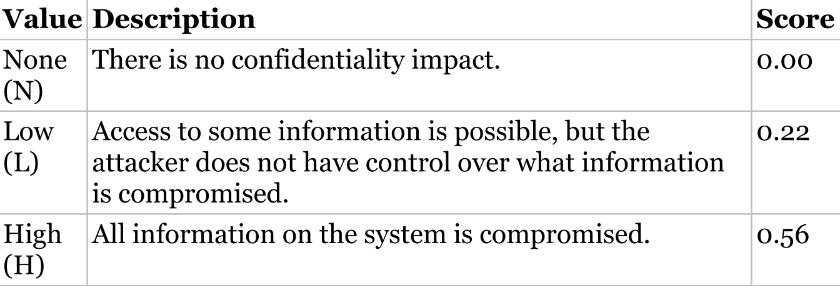 Value Description Score
None There is no confidentiality impact. 0.00
(N)
Low Access to some information is possible, but the 0.22
(L) attacker does not have control over what information
is compromised.
High All information on the system is compromised. 0.56
(H)